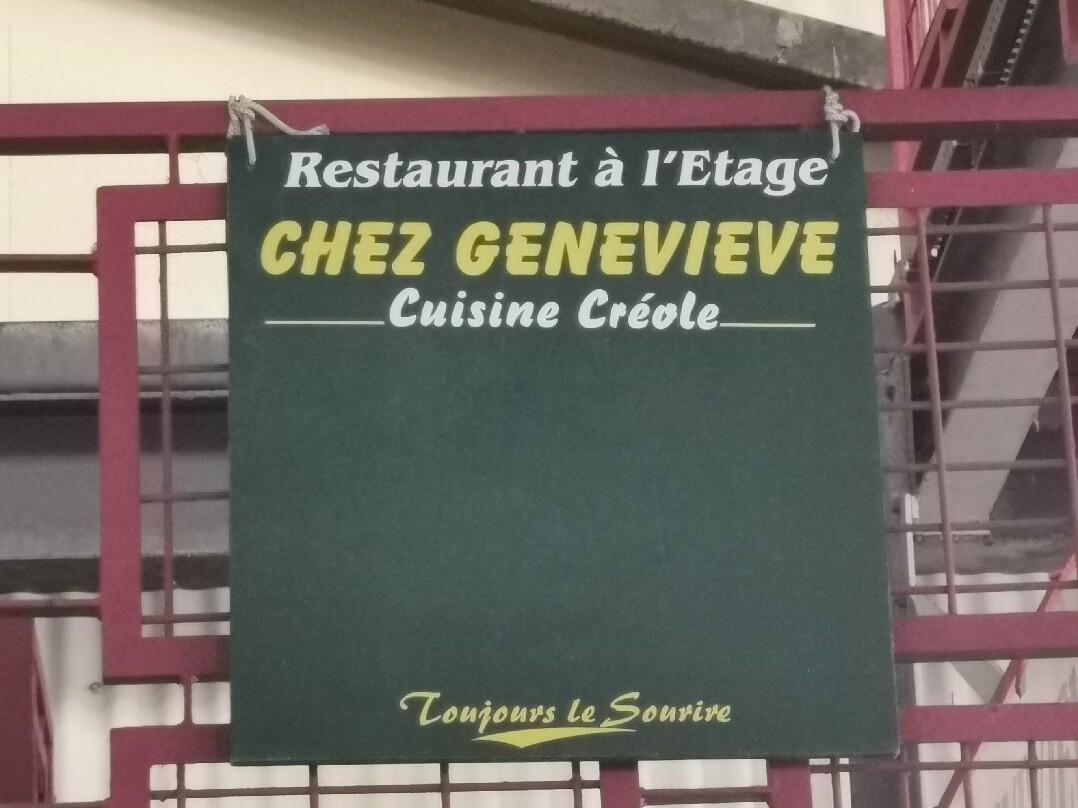 Restaurant à l'Etage
CHEZ GENEVIEVE
Cuisine Créole
Toujours le Sourire